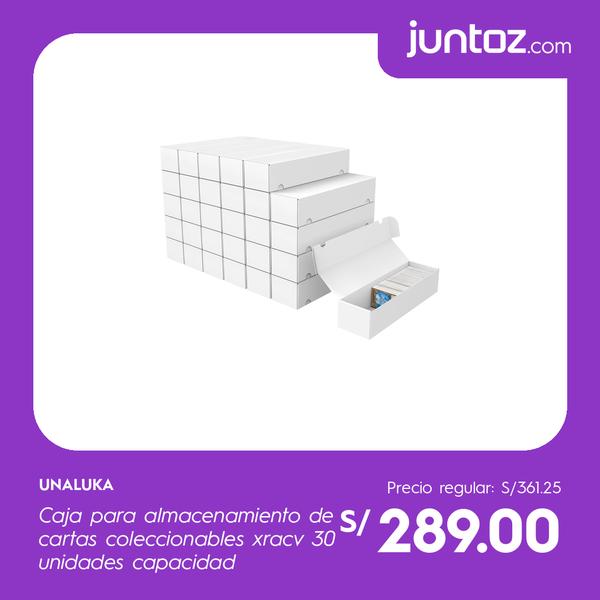 juntoz.com
UNALUKA
Caja para almacenamiento de
cartas coleccionables xracv 30
unidades capacidad
Precio regular: S/361.25
S/ 289.00